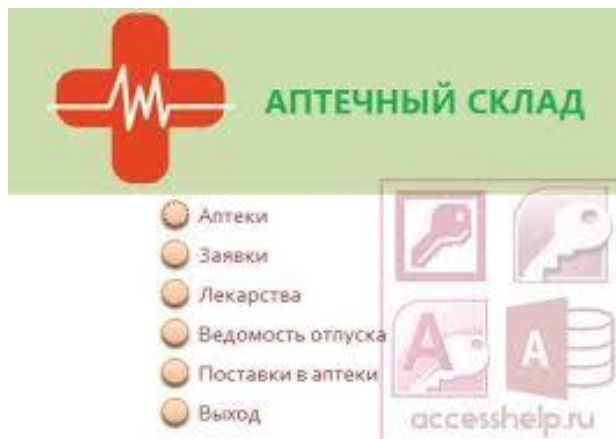 АПТЕЧНЫЙ СКЛАД
Аптеки
Заявки
Лекарства
Ведомость отпуска
Поставки в аптеки
Выход
A
A
accesshelp.ru